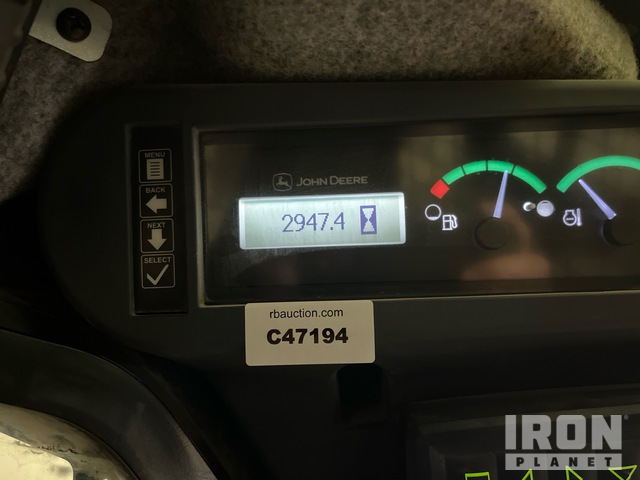 MENU
BACK
NEXT
SELECT
JOHN DEERE
2947.4
rbauction.com
C47194
IRON
PLANET